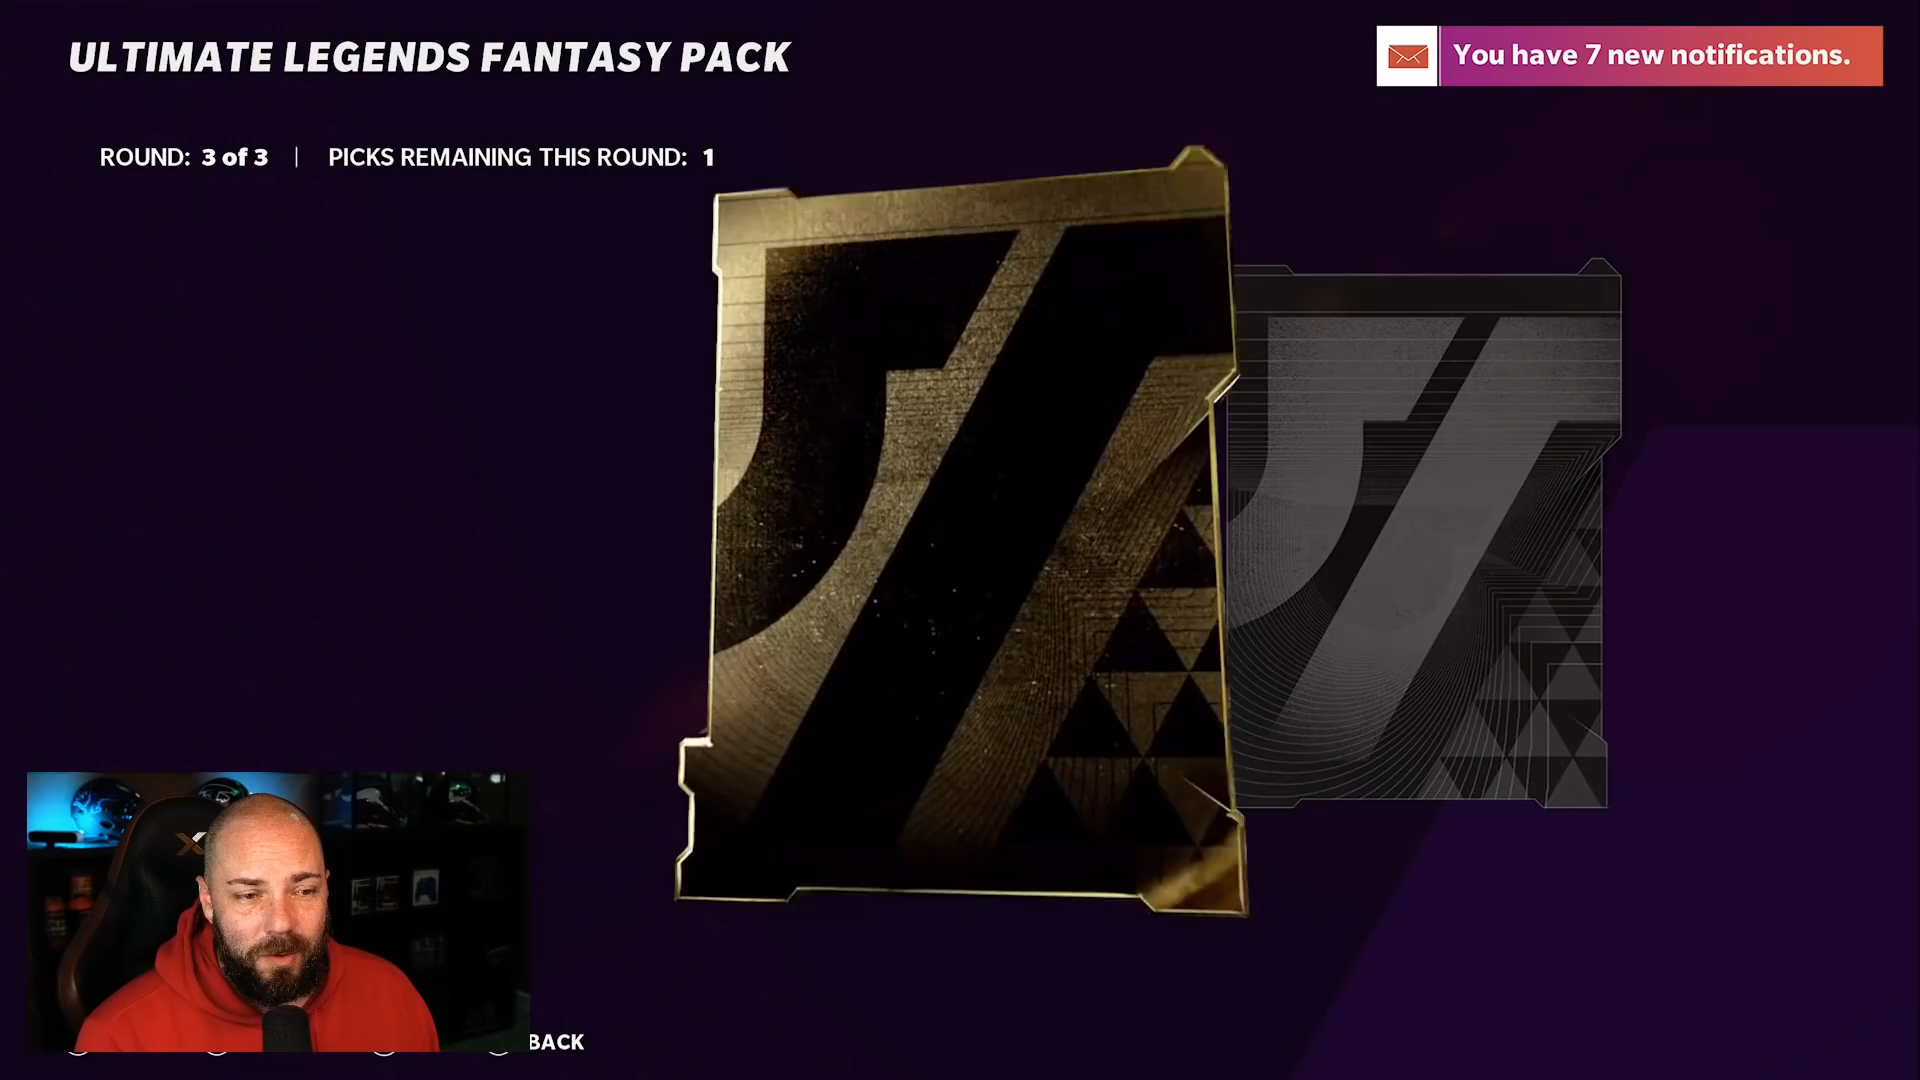 ULTIMATE LEGENDS FANTASY PACK
You have 7 new notifications.
ROUND: 3 of 3 | PICKS REMAINING THIS ROUND: 1
BACK